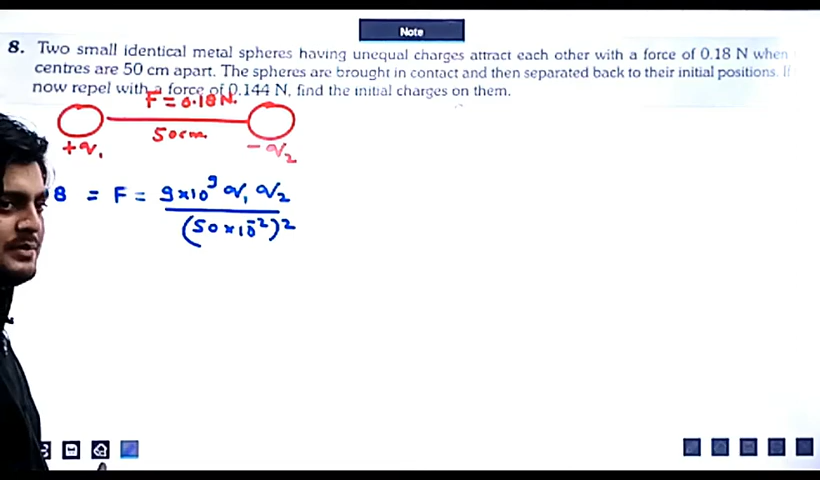 Note
8. Two small identical metal spheres having unequal charges attract each other with a force of 0.18 N when
centres are 50 cm apart. The spheres are brought in contact and then separated back to their initial positions. If
now repel with a force of 0.144 N, find the initial charges on them.
F = 0.18 N.
50cm.
+q₁ -q₂
8 = F = 9×10⁹ q₁ q₂
(50×10⁻²)²